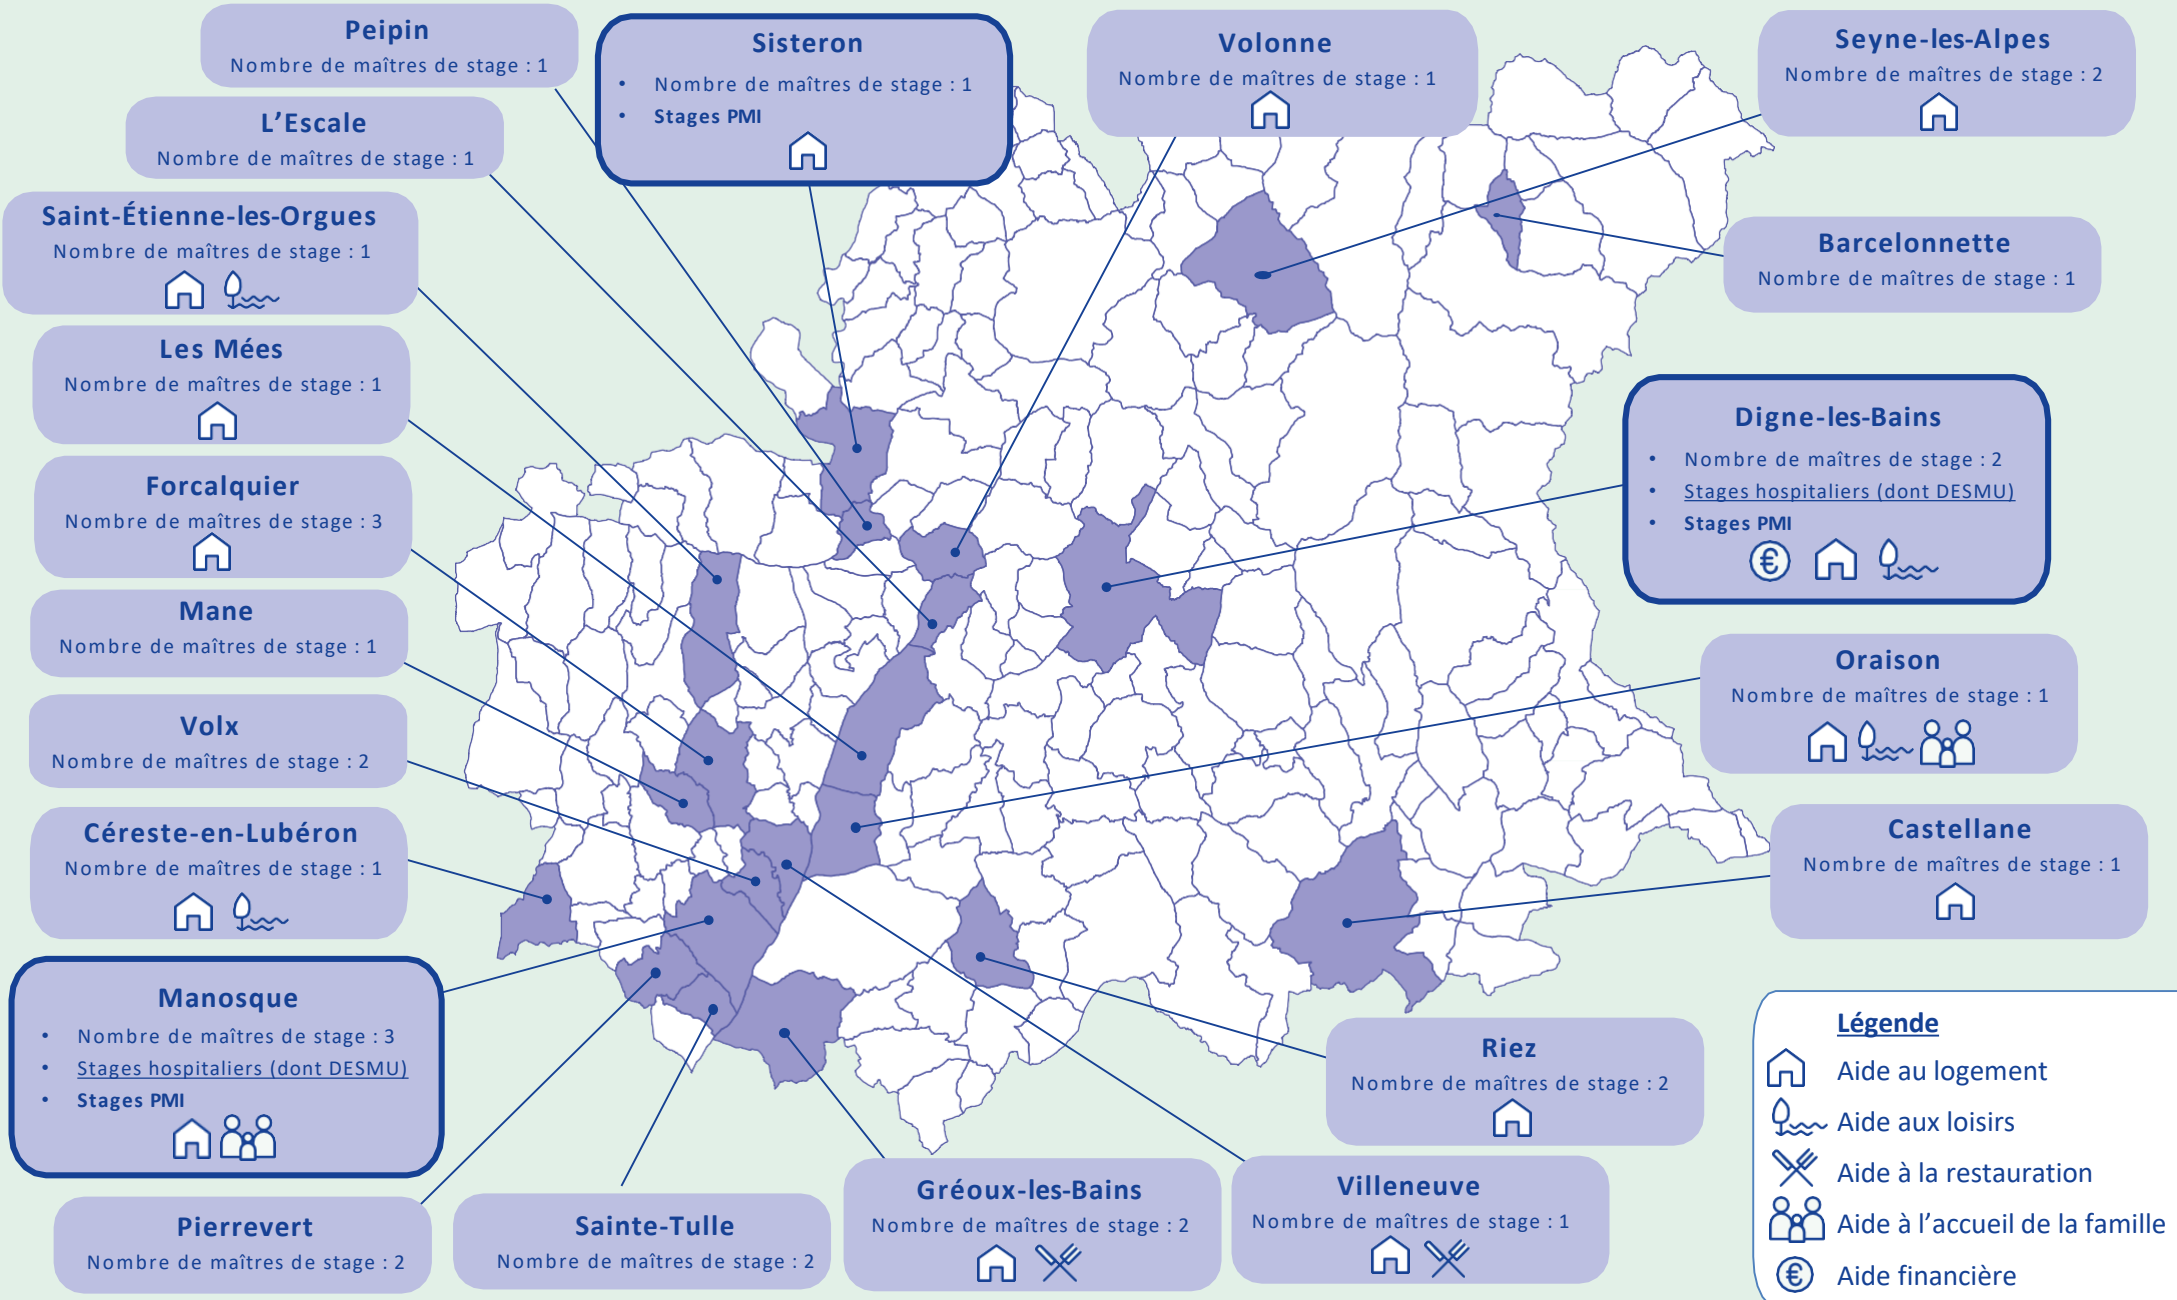 Peipin
Nombre de maîtres de stage : 1
Sisteron
• Nombre de maîtres de stage : 1
• Stages PMI
Volonne
Nombre de maîtres de stage : 1
Seyne-les-Alpes
Nombre de maîtres de stage : 2
L'Escale
Nombre de maîtres de stage : 1
Saint-Étienne-les-Orgues
Nombre de maîtres de stage : 1
Barcelonnette
Nombre de maîtres de stage : 1
Les Mées
Nombre de maîtres de stage : 1
Digne-les-Bains
• Nombre de maîtres de stage : 2
• Stages hospitaliers (dont DESMU)
• Stages PMI
€
Forcalquier
Nombre de maîtres de stage : 3
Mane
Nombre de maîtres de stage : 1
Oraison
Nombre de maîtres de stage : 1
Volx
Nombre de maîtres de stage : 2
Céreste-en-Lubéron
Nombre de maîtres de stage : 1
Castellane
Nombre de maîtres de stage : 1
Manosque
• Nombre de maîtres de stage : 3
• Stages hospitaliers (dont DESMU)
• Stages PMI
Riez
Nombre de maîtres de stage : 2
Pierrevert
Nombre de maîtres de stage : 2
Sainte-Tulle
Nombre de maîtres de stage : 2
Gréoux-les-Bains
Nombre de maîtres de stage : 2
Villeneuve
Nombre de maîtres de stage : 1
Légende
Aide au logement
Aide aux loisirs
Aide à la restauration
Aide à l'accueil de la famille
€ Aide financière